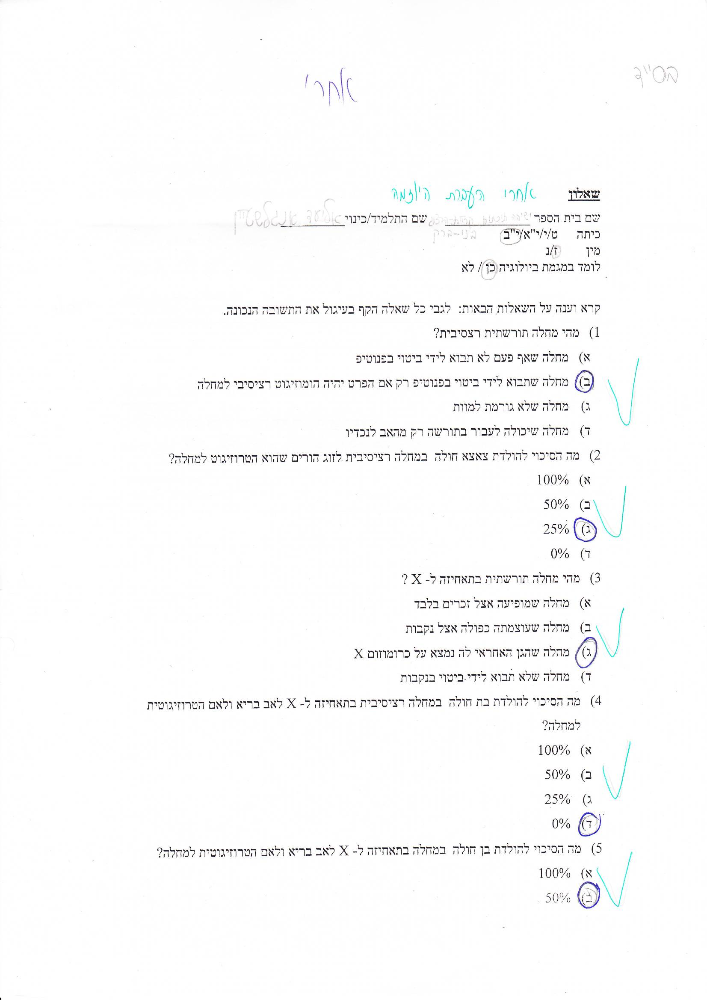 בס"ד
אחרי
שאלון אחרי העברת היוזמה
שם בית הספר ישיבה תיכונית קריית-הרצוג שם התלמיד/כינוי אליעד אנגלשטיין
כיתה ט/י/י"א/י"ב בני-ברק
מין ז/נ
לומד במגמת ביולוגיה כן / לא
קרא וענה על השאלות הבאות: לגבי כל שאלה הקף בעיגול את התשובה הנכונה.
1) מהי מחלה תורשתית רצסיבית?
א) מחלה שאף פעם לא תבוא לידי ביטוי בפנוטיפ
ב) מחלה שתבוא לידי ביטוי בפנוטיפ רק אם הפרט יהיה הומוזיגוט רציסיבי למחלה
ג) מחלה שלא גורמת למוות
ד) מחלה שיכולה לעבור בתורשה רק מהאב לנכדיו
2) מה הסיכוי להולדת צאצא חולה במחלה רציסיבית לזוג הורים שהוא הטרוזיגוט למחלה?
א) 100%
ב) 50%
ג) 25%
ד) 0%
3) מהי מחלה תורשתית בתאחיזה ל- X ?
א) מחלה שמופיעה אצל זכרים בלבד
ב) מחלה שעוצמתה כפולה אצל נקבות
ג) מחלה שהגן האחראי לה נמצא על כרומוזום X
ד) מחלה שלא תבוא לידי ביטוי בנקבות
4) מה הסיכוי להולדת בת חולה במחלה רציסיבית בתאחיזה ל- X לאב בריא ולאם הטרוזיגוטית
למחלה?
א) 100%
ב) 50%
ג) 25%
ד) 0%
5) מה הסיכוי להולדת בן חולה במחלה בתאחיזה ל- X לאב בריא ולאם הטרוזיגוטית למחלה?
א) 100%
ב) 50%